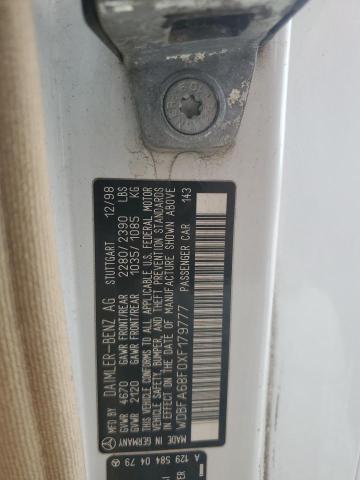 MFD. BY DAIMLER-BENZ AG STUTTGART 12/98
GVWR 4670 GAWR FRONT/REAR 2280/2390 LBS
GVWR 2120 GAWR FRONT/REAR 1035/1085 KG
THIS VEHICLE CONFORMS TO ALL APPLICABLE U.S. FEDERAL MOTOR
VEHICLE SAFETY, BUMPER, AND THEFT PREVENTION STANDARDS
IN EFFECT ON THE DATE OF MANUFACTURE SHOWN ABOVE
MADE IN GERMANY 143
WDBFA68F0XF179777 PASSENGER CAR
A 129 584 04 79